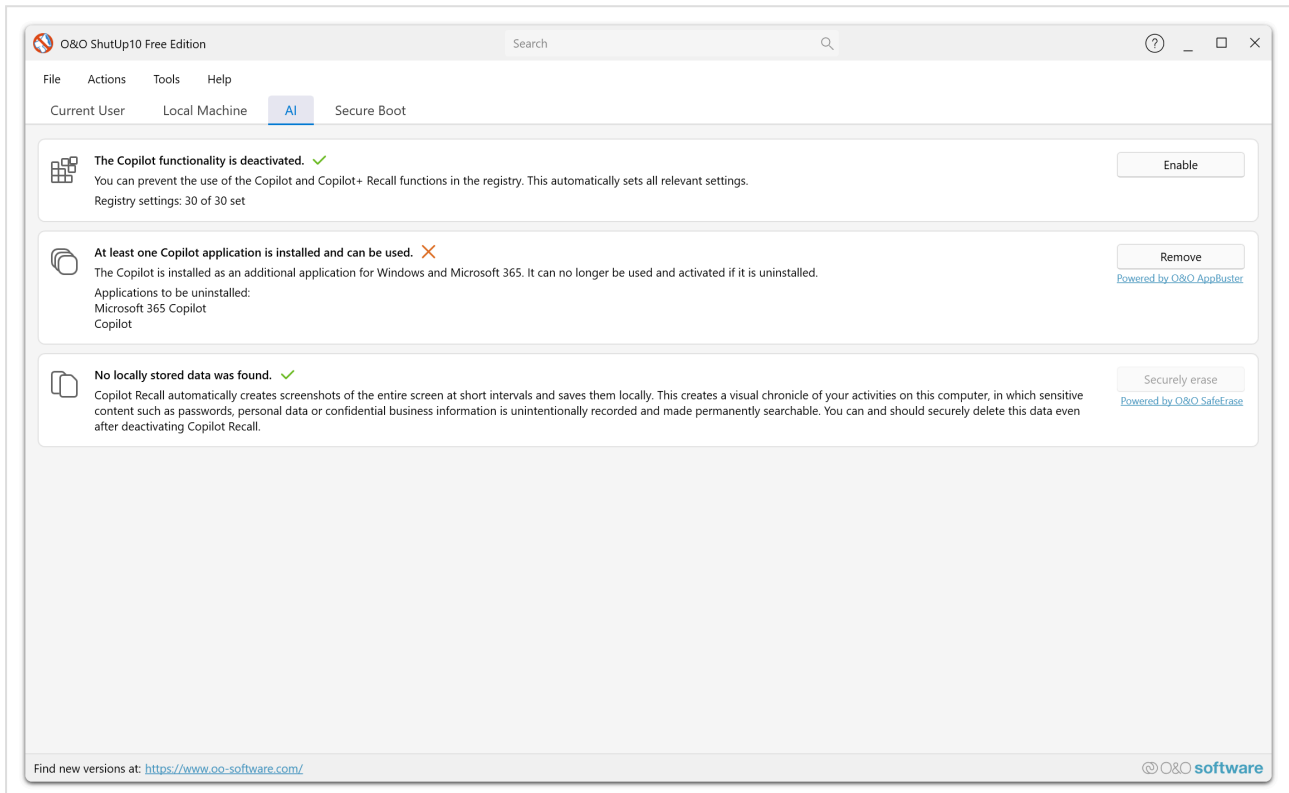 O&O ShutUp10 Free Edition
Search
?
File Actions Tools Help
Current User Local Machine AI Secure Boot
The Copilot functionality is deactivated.
Enable
You can prevent the use of the Copilot and Copilot+ Recall functions in the registry. This automatically sets all relevant settings.
Registry settings: 30 of 30 set
At least one Copilot application is installed and can be used.
Remove
The Copilot is installed as an additional application for Windows and Microsoft 365. It can no longer be used and activated if it is uninstalled.
Powered by O&O AppBuster
Applications to be uninstalled:
Microsoft 365 Copilot
Copilot
No locally stored data was found.
Securely erase
Copilot Recall automatically creates screenshots of the entire screen at short intervals and saves them locally. This creates a visual chronicle of your activities on this computer, in which sensitive
Powered by O&O SafeErase
content such as passwords, personal data or confidential business information is unintentionally recorded and made permanently searchable. You can and should securely delete this data even
after deactivating Copilot Recall.
Find new versions at: https://www.oo-software.com/
O&O software